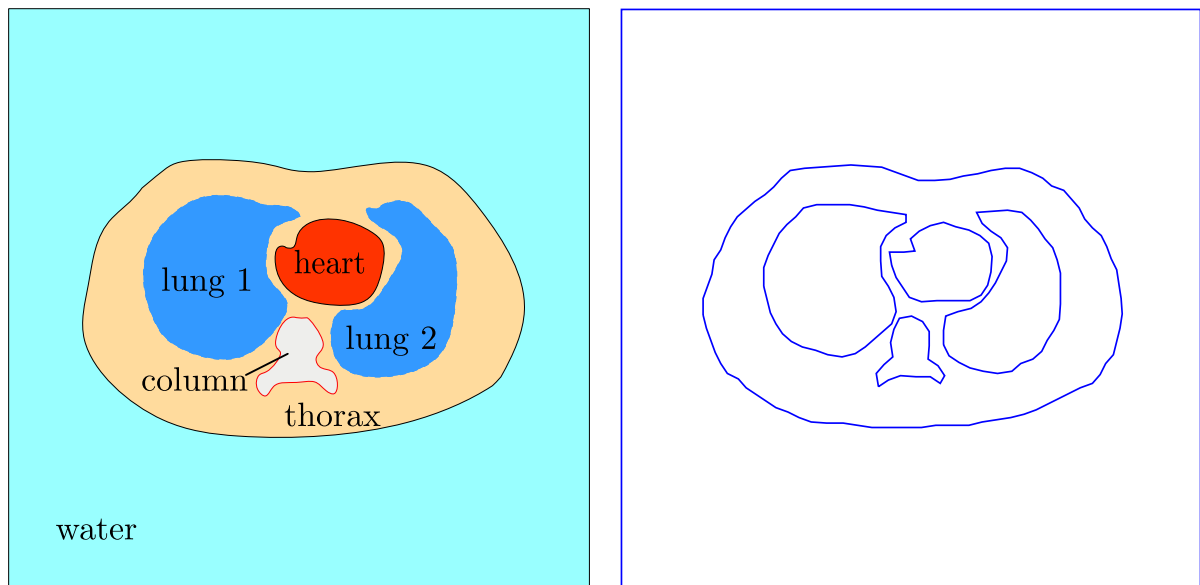 heart
lung 1
lung 2
column
thorax
water